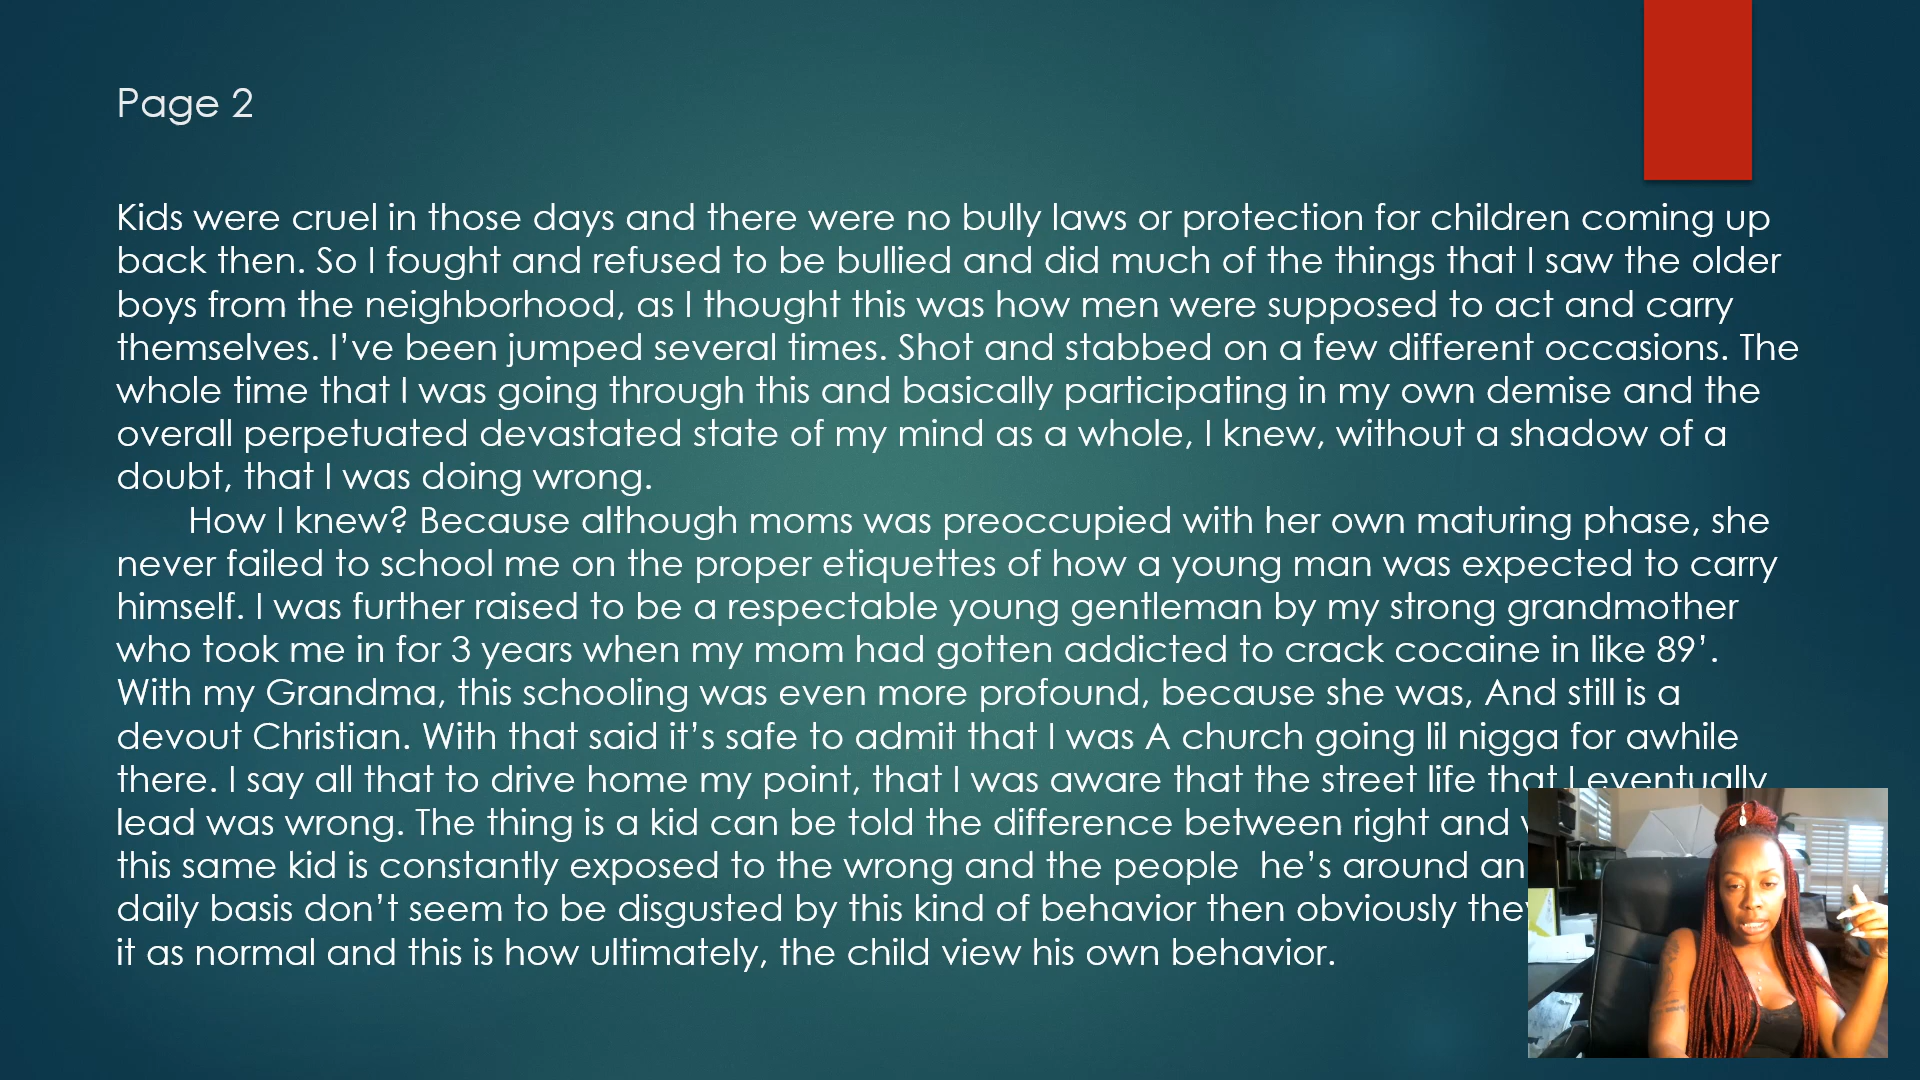 Page 2
Kids were cruel in those days and there were no bully laws or protection for children coming up
back then. So I fought and refused to be bullied and did much of the things that I saw the older
boys from the neighborhood, as I thought this was how men were supposed to act and carry
themselves. I’ve been jumped several times. Shot and stabbed on a few different occasions. The
whole time that I was going through this and basically participating in my own demise and the
overall perpetuated devastated state of my mind as a whole, I knew, without a shadow of a
doubt, that I was doing wrong.
How I knew? Because although moms was preoccupied with her own maturing phase, she
never failed to school me on the proper etiquettes of how a young man was expected to carry
himself. I was further raised to be a respectable young gentleman by my strong grandmother
who took me in for 3 years when my mom had gotten addicted to crack cocaine in like 89’.
With my Grandma, this schooling was even more profound, because she was, And still is a
devout Christian. With that said it’s safe to admit that I was A church going lil nigga for awhile
there. I say all that to drive home my point, that I was aware that the street life that I eventually
lead was wrong. The thing is a kid can be told the difference between right and
this same kid is constantly exposed to the wrong and the people he’s around
daily basis don’t seem to be disgusted by this kind of behavior then obviously
it as normal and this is how ultimately, the child view his own behavior.